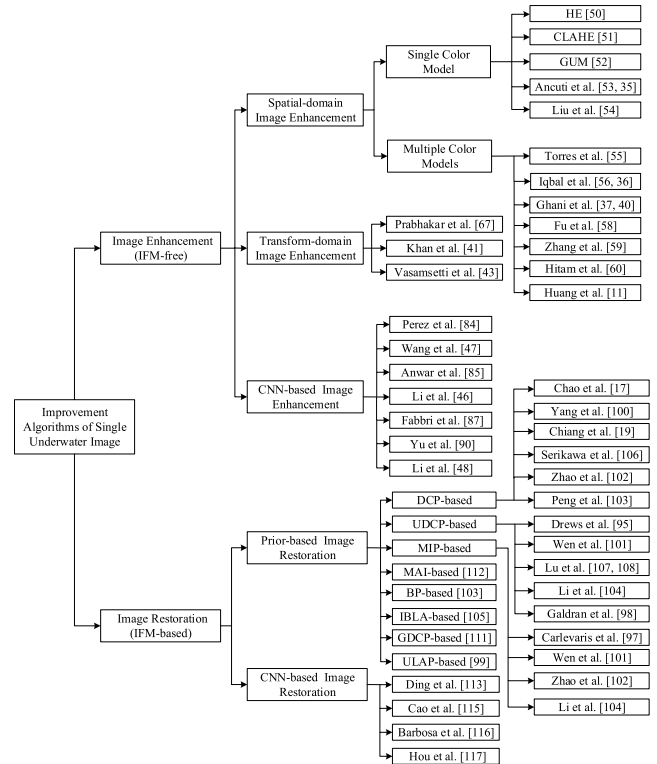 Improvement
Algorithms of Single
Underwater Image
Image Enhancement
(IFM-free)
Spatial-domain
Image Enhancement
Single Color
Model
HE [50]
CLAHE [51]
GUM [52]
Ancuti et al. [53, 35]
Liu et al. [54]
Multiple Color
Models
Torres et al. [55]
Iqbal et al. [56, 36]
Ghani et al. [37, 40]
Fu et al. [58]
Zhang et al. [59]
Hitam et al. [60]
Huang et al. [11]
Transform-domain
Image Enhancement
Prabhakar et al. [67]
Khan et al. [41]
Vasamsetti et al. [43]
CNN-based Image
Enhancement
Perez et al. [84]
Wang et al. [47]
Anwar et al. [85]
Li et al. [46]
Fabbri et al. [87]
Yu et al. [90]
Li et al. [48]
Image Restoration
(IFM-based)
Prior-based Image
Restoration
DCP-based
Chao et al. [17]
Yang et al. [100]
Chiang et al. [19]
Serikawa et al. [106]
Zhao et al. [102]
Peng et al. [103]
UDCP-based
Drews et al. [95]
Wen et al. [101]
Lu et al. [107, 108]
Li et al. [104]
Galdran et al. [98]
MIP-based
Carlevaris et al. [97]
Wen et al. [101]
Zhao et al. [102]
Li et al. [104]
MAI-based [112]
BP-based [103]
IBLA-based [105]
GDCP-based [111]
ULAP-based [99]
CNN-based Image
Restoration
Ding et al. [113]
Cao et al. [115]
Barbosa et al. [116]
Hou et al. [117]